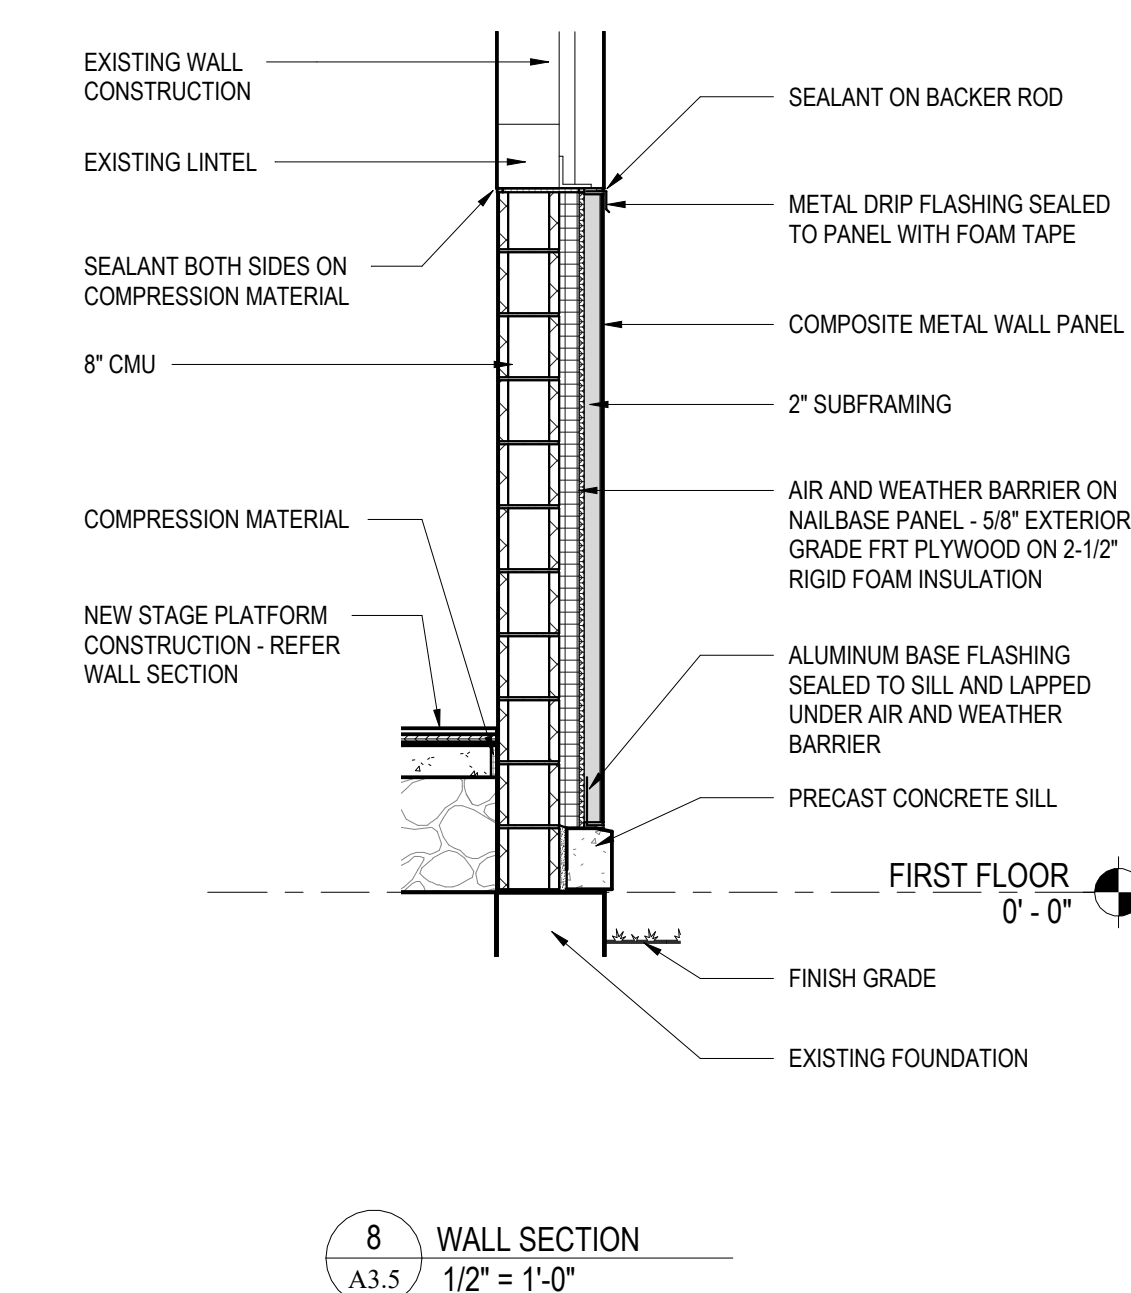 EXISTING WALL
CONSTRUCTION
EXISTING LINTEL
SEALANT BOTH SIDES ON
COMPRESSION MATERIAL
8" CMU
COMPRESSION MATERIAL
NEW STAGE PLATFORM
CONSTRUCTION - REFER
WALL SECTION
SEALANT ON BACKER ROD
METAL DRIP FLASHING SEALED
TO PANEL WITH FOAM TAPE
COMPOSITE METAL WALL PANEL
2" SUBFRAMING
AIR AND WEATHER BARRIER ON
NAILBASE PANEL - 5/8" EXTERIOR
GRADE FRT PLYWOOD ON 2-1/2"
RIGID FOAM INSULATION
ALUMINUM BASE FLASHING
SEALED TO SILL AND LAPPED
UNDER AIR AND WEATHER
BARRIER
PRECAST CONCRETE SILL
FIRST FLOOR
0' - 0"
FINISH GRADE
EXISTING FOUNDATION
8
A3.5
WALL SECTION
1/2" = 1'-0"